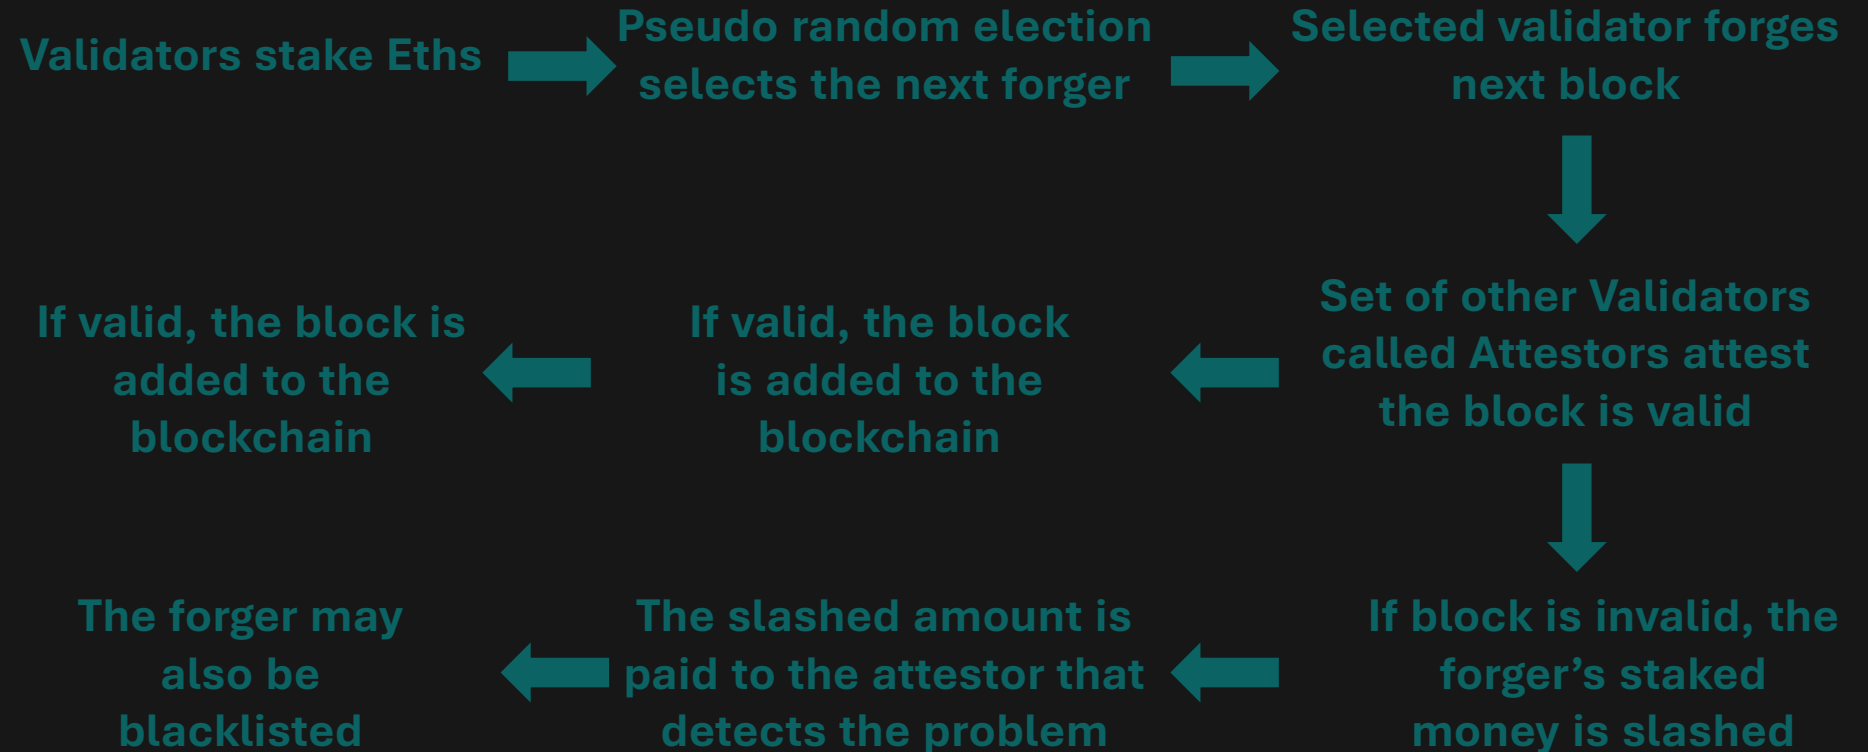 Validators stake Eths
Pseudo random election
selects the next forger
Selected validator forges
next block
Set of other Validators
called Attestors attest
the block is valid
If valid, the block
is added to the
blockchain
If valid, the block is
added to the
blockchain
If block is invalid, the
forger’s staked
money is slashed
The slashed amount is
paid to the attestor that
detects the problem
The forger may
also be
blacklisted